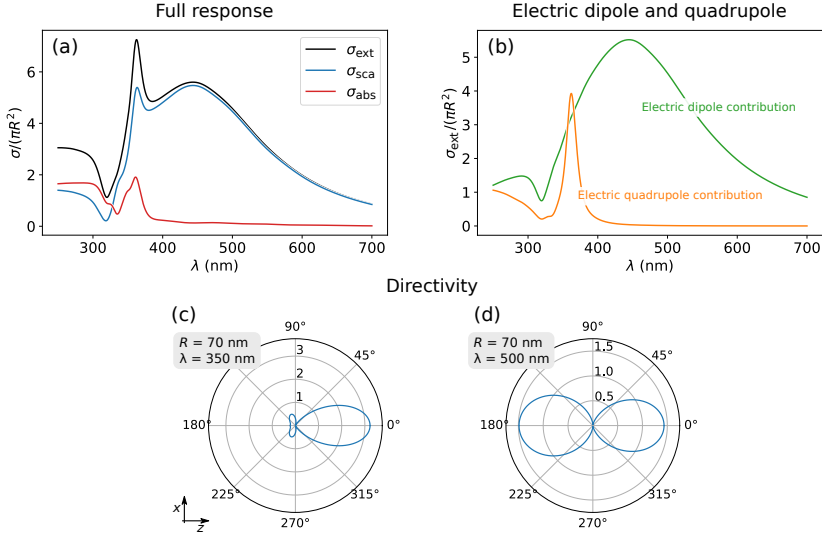 Full response
Electric dipole and quadrupole
(a)
σext
σsca
σabs
σ/(πR²)
0
2
4
6
300
400
500
600
700
λ (nm)
(b)
σext/(πR²)
0
1
2
3
4
5
Electric dipole contribution
Electric quadrupole contribution
300
400
500
600
700
λ (nm)
Directivity
(c)
R = 70 nm
λ = 350 nm
90°
45°
0°
315°
270°
225°
180°
3
2
1
(d)
R = 70 nm
λ = 500 nm
90°
45°
0°
315°
270°
225°
180°
1.5
1.0
0.5
x
z